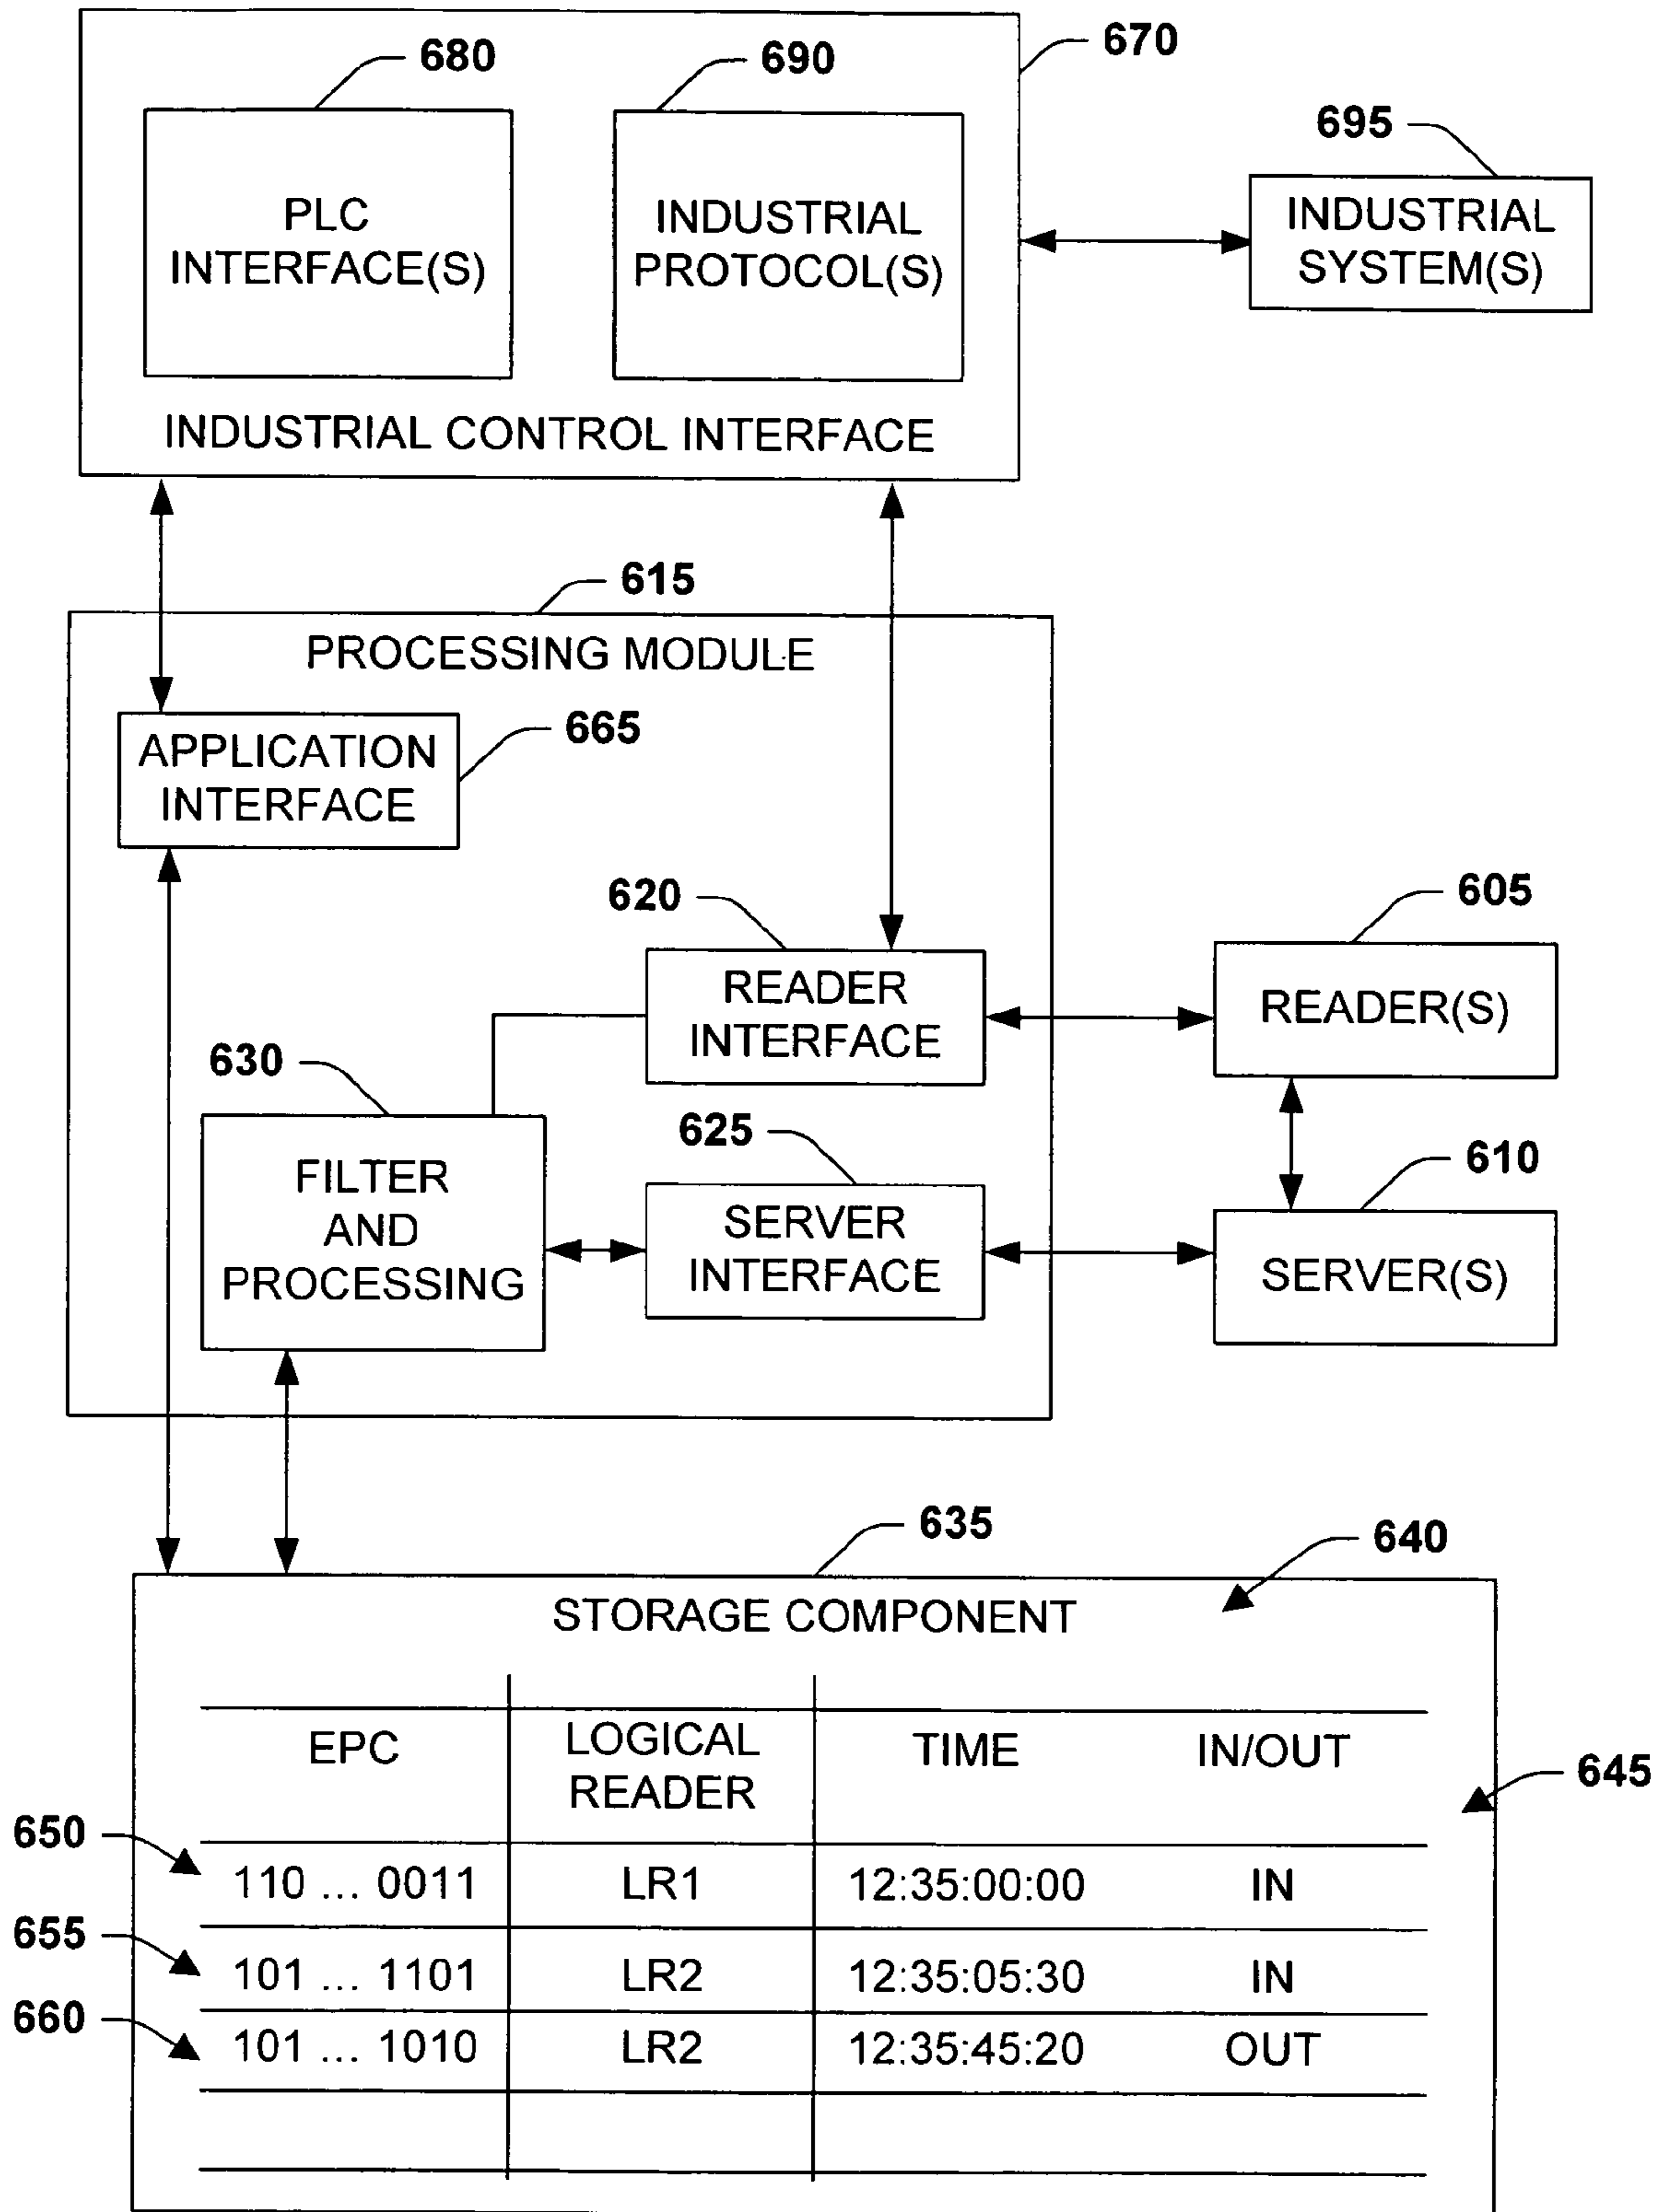 670
680
690
695
PLC
INTERFACE(S)
INDUSTRIAL
PROTOCOL(S)
INDUSTRIAL
SYSTEM(S)
INDUSTRIAL CONTROL INTERFACE
615
PROCESSING MODULE
APPLICATION
INTERFACE
665
620
605
READER
INTERFACE
READER(S)
630
625
610
FILTER
AND
PROCESSING
SERVER
INTERFACE
SERVER(S)
635
640
STORAGE COMPONENT
EPC LOGICAL READER TIME IN/OUT
645
650
110 ... 0011 LR1 12:35:00:00 IN
655
101 ... 1101 LR2 12:35:05:30 IN
660
101 ... 1010 LR2 12:35:45:20 OUT